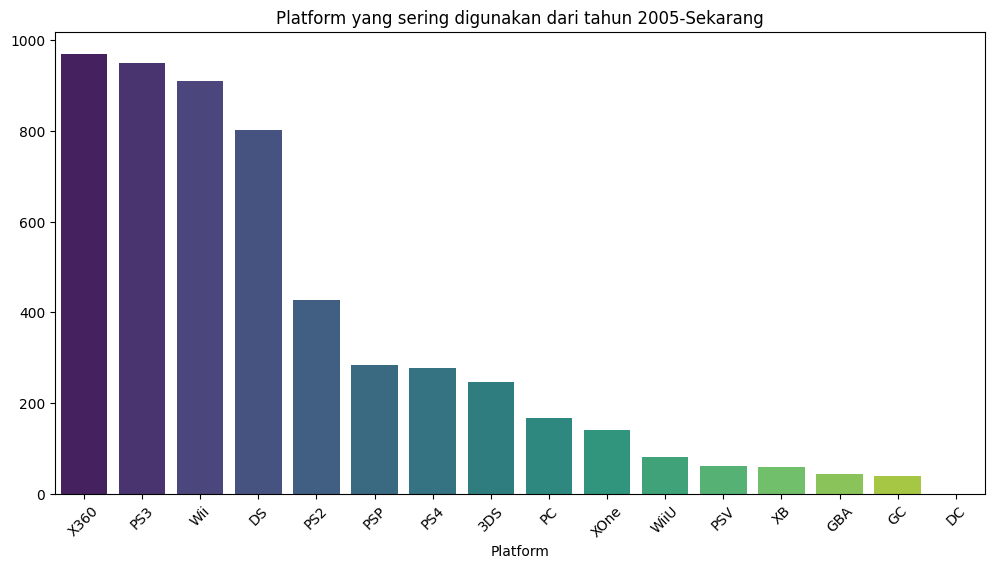 Platform yang sering digunakan dari tahun 2005-Sekarang
1000
800
600
400
200
0
X360
PS3
Wii
DS
PS2
PSP
PS4
3DS
PC
XOne
WiiU
PSV
XB
GBA
GC
DC
Platform